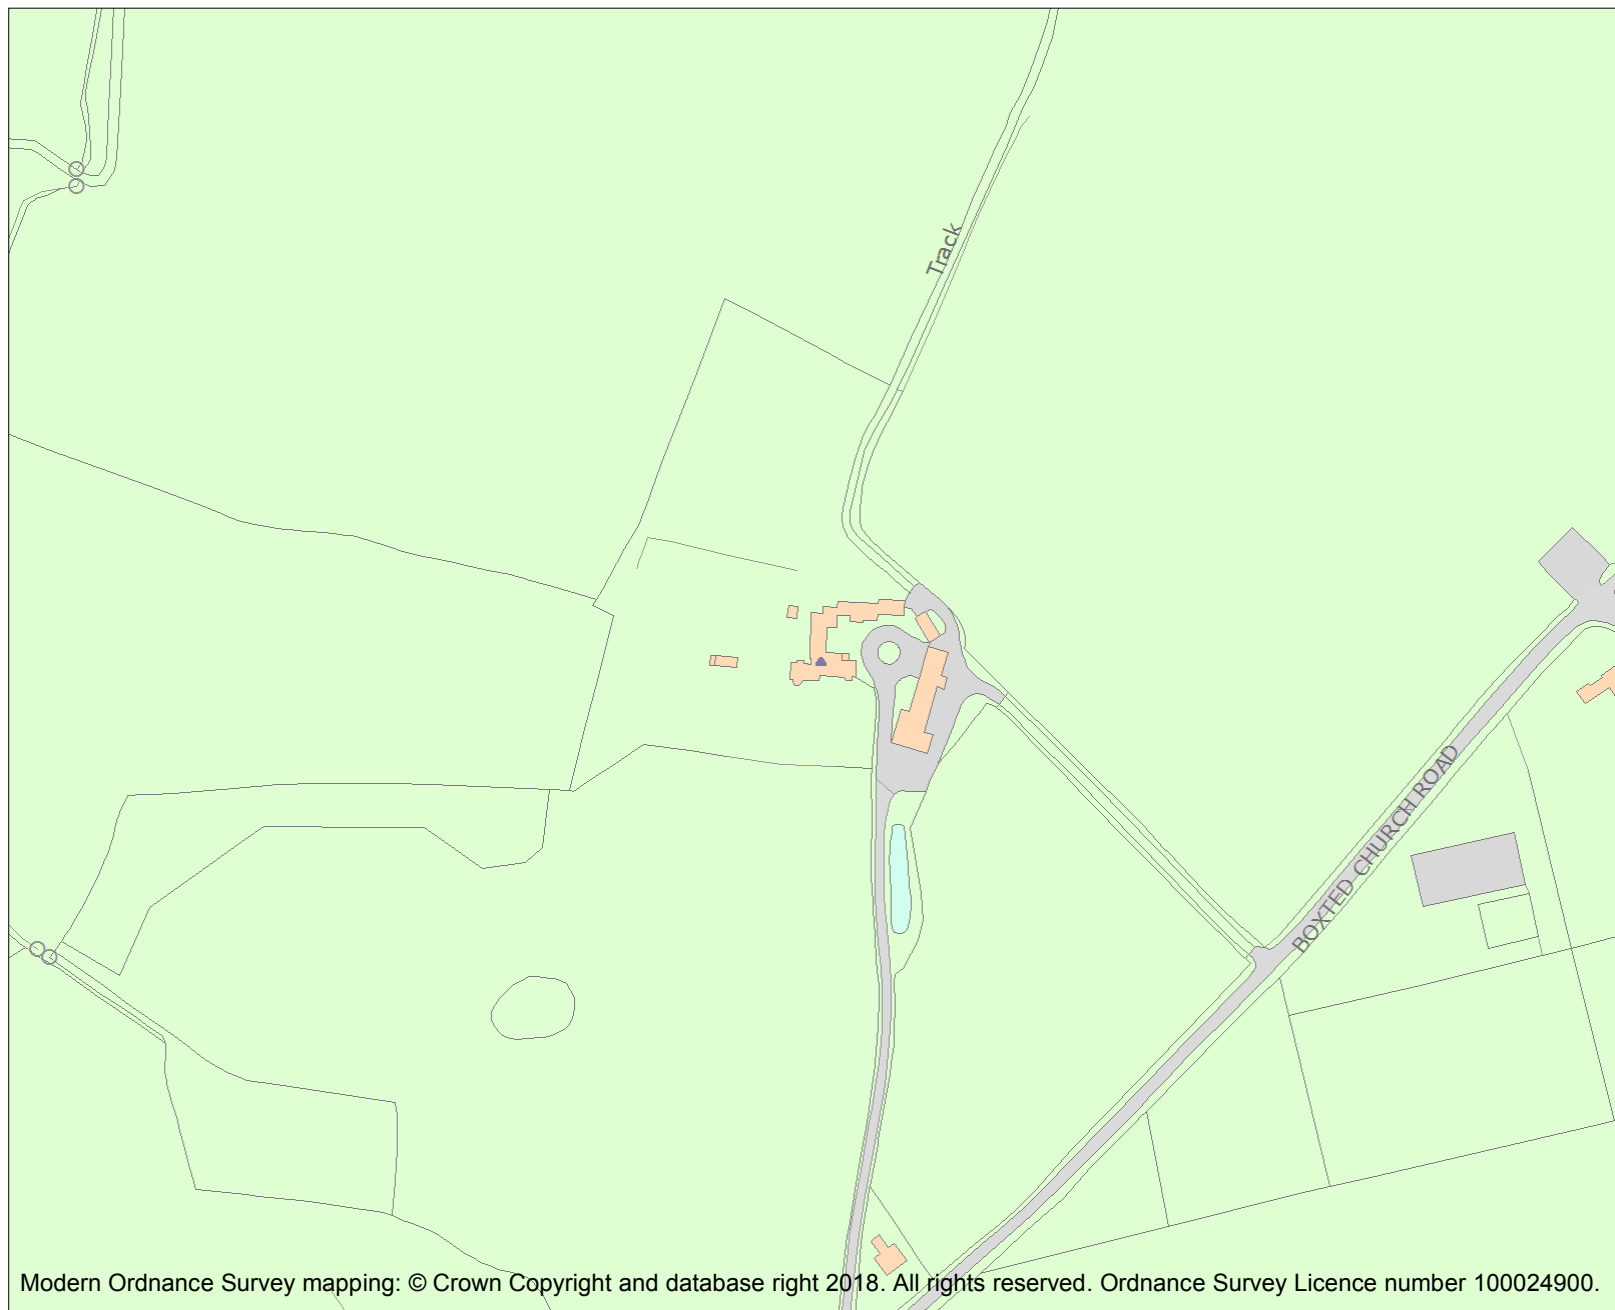 Track
BOXTED CHURCH ROAD
Modern Ordnance Survey mapping: © Crown Copyright and database right 2018. All rights reserved. Ordnance Survey Licence number 100024900.